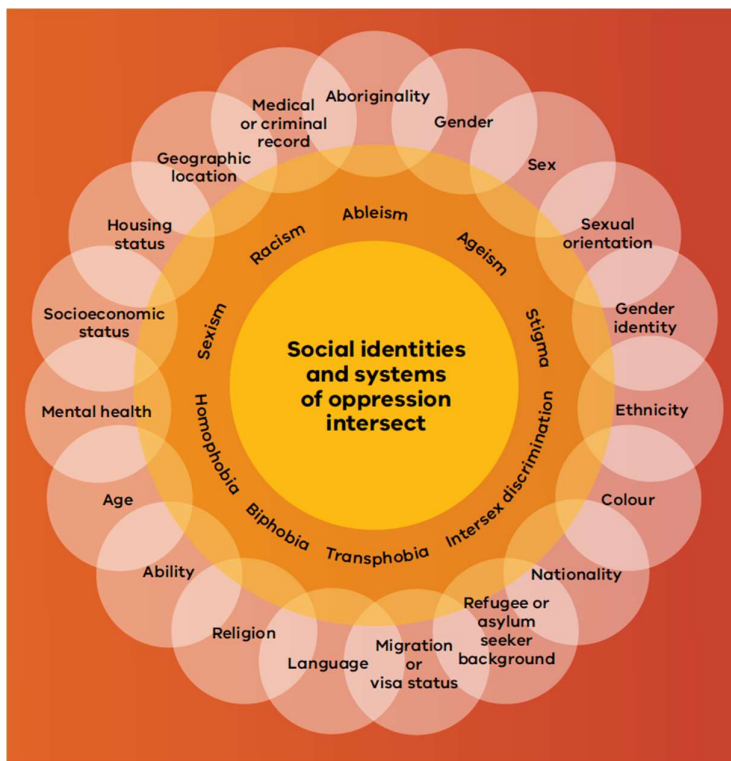 Social identities
and systems
of oppression
intersect
Ableism
Ageism
Stigma
Intersex discrimination
Transphobia
Biphobia
Homophobia
Sexism
Racism
Aboriginality
Gender
Sex
Sexual
orientation
Gender
identity
Ethnicity
Colour
Nationality
Refugee or
asylum
seeker
background
Migration
or
visa status
Language
Religion
Ability
Age
Mental health
Socioeconomic
status
Housing
status
Geographic
location
Medical
or criminal
record